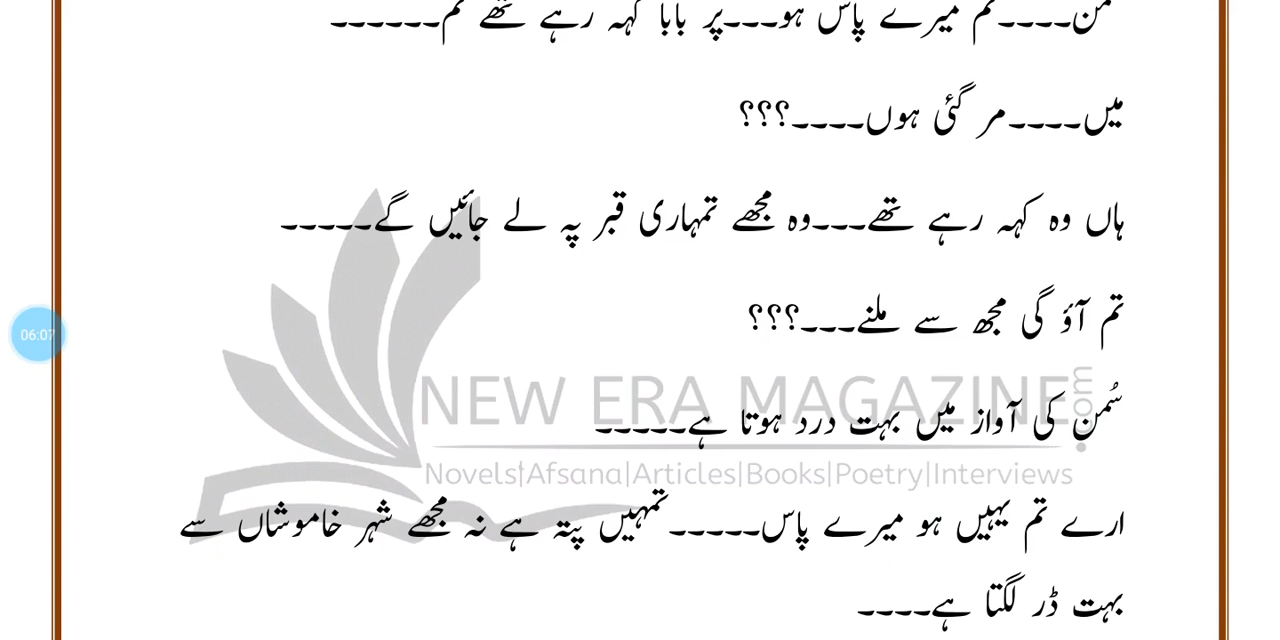 سُمن۔۔۔۔تم میرے پاس ہو۔۔۔پر بابا کہہ رہے تھے تم۔۔۔۔۔۔
میں۔۔۔۔مر گئی ہوں۔۔۔۔؟؟؟
ہاں وہ کہہ رہے تھے۔۔۔وہ مجھے تمہاری قبر پہ لے جائیں گے۔۔۔۔۔
تم آؤ گی مجھ سے ملنے۔۔۔؟؟؟
06:07
NEW ERA MAGAZINE.com
سُمن کی آواز میں بہت درد ہوتا ہے۔۔۔۔۔
Novels|Afsana|Articles|Books|Poetry|Interviews
ارے تم یہیں ہو میرے پاس۔۔۔۔۔تمہیں پتہ ہے نہ مجھے شہر خاموشاں سے
بہت ڈر لگتا ہے۔۔۔۔